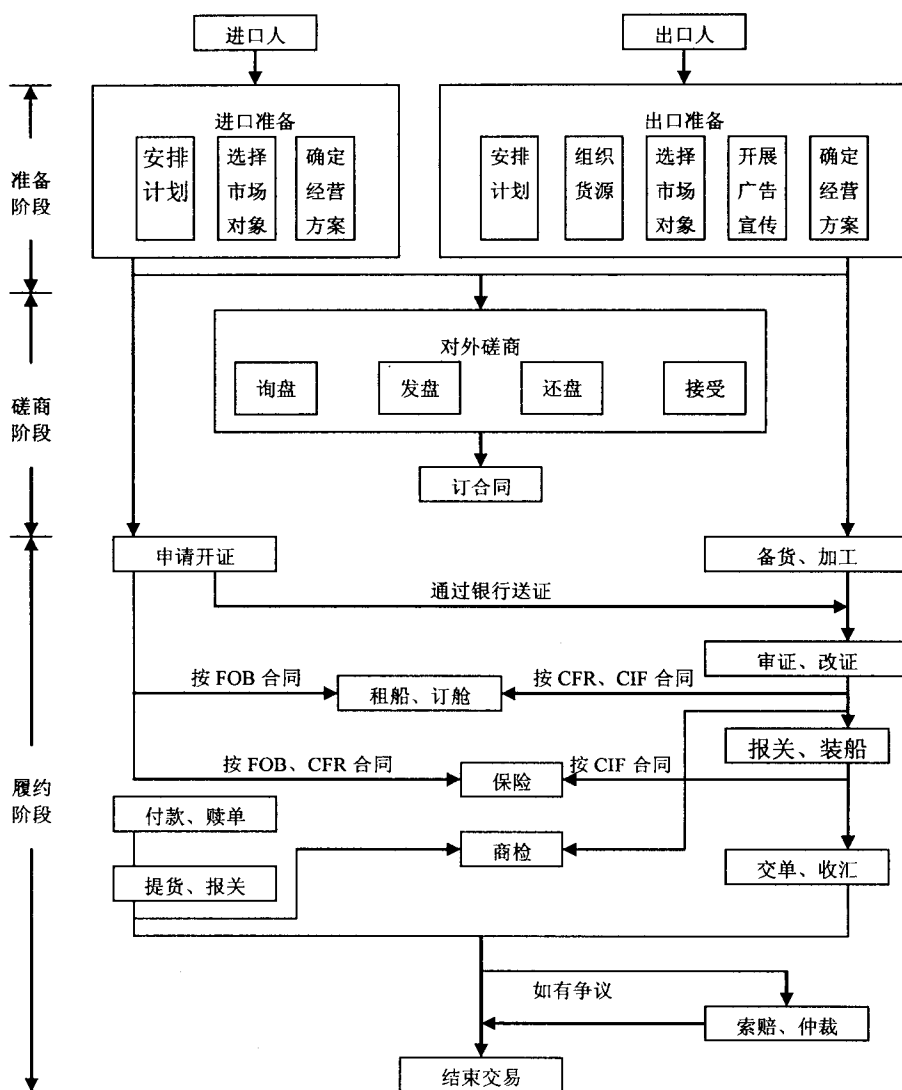 进口人
出口人
进口准备
出口准备
安排
计划
选择
市场
对象
确定
经营
方案
安排
计划
组织
货源
选择
市场
对象
开展
广告
宣传
确定
经营
方案
准备
阶段
对外磋商
询盘
发盘
还盘
接受
磋商
阶段
订合同
申请开证
备货、加工
通过银行送证
审证、改证
按 FOB 合同
租船、订舱
按 CFR、CIF 合同
报关、装船
按 FOB、CFR 合同
保险
按 CIF 合同
履约
阶段
付款、赎单
商检
提货、报关
交单、收汇
如有争议
索赔、仲裁
结束交易